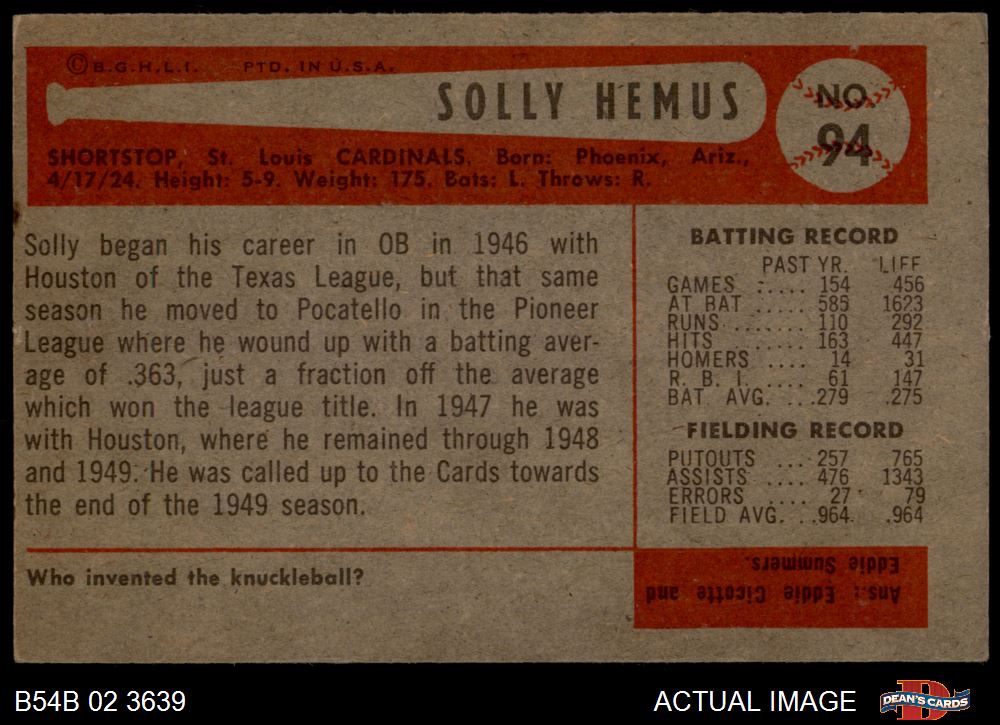 ©B.G.H.L.I. PTD. IN U.S.A.
SOLLY HEMUS
NO.
94
SHORTSTOP, St. Louis CARDINALS. Born: Phoenix, Ariz.,
4/17/24. Height: 5-9. Weight: 175. Bats: L. Throws: R.
Solly began his career in OB in 1946 with
Houston of the Texas League, but that same
season he moved to Pocatello in the Pioneer
League where he wound up with a batting aver-
age of .363, just a fraction off the average
which won the league title. In 1947 he was
with Houston, where he remained through 1948
and 1949. He was called up to the Cards towards
the end of the 1949 season.
BATTING RECORD
PAST YR. LIFE
GAMES ..... 154 456
AT BAT ..... 585 1623
RUNS ....... 110 292
HITS ....... 163 447
HOMERS .... 14 31
R. B. I. .... 61 147
BAT. AVG. ... .279 .275
FIELDING RECORD
PUTOUTS ... 257 765
ASSISTS .... 476 1343
ERRORS .... 27 79
FIELD AVG. . .964 .964
Who invented the knuckleball?
Ans.: Eddie Cicotte and
Eddie Summers.
B54B 02 3639
ACTUAL IMAGE
DEAN'S CARDS